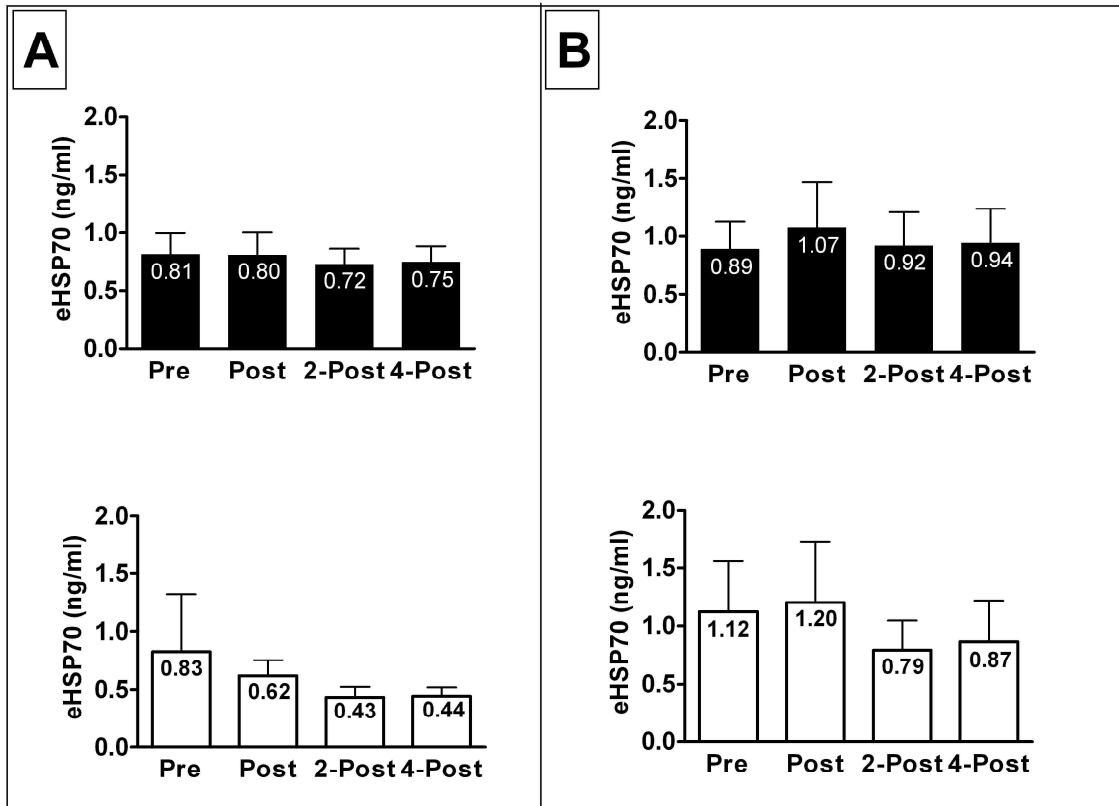 A
eHSP70 (ng/ml)
2.0
1.5
1.0
0.5
0.0
0.81 0.80 0.72 0.75
Pre Post 2-Post 4-Post
eHSP70 (ng/ml)
2.0
1.5
1.0
0.5
0.0
0.83 0.62 0.43 0.44
Pre Post 2-Post 4-Post
B
eHSP70 (ng/ml)
2.0
1.5
1.0
0.5
0.0
0.89 1.07 0.92 0.94
Pre Post 2-Post 4-Post
eHSP70 (ng/ml)
2.0
1.5
1.0
0.5
0.0
1.12 1.20 0.79 0.87
Pre Post 2-Post 4-Post